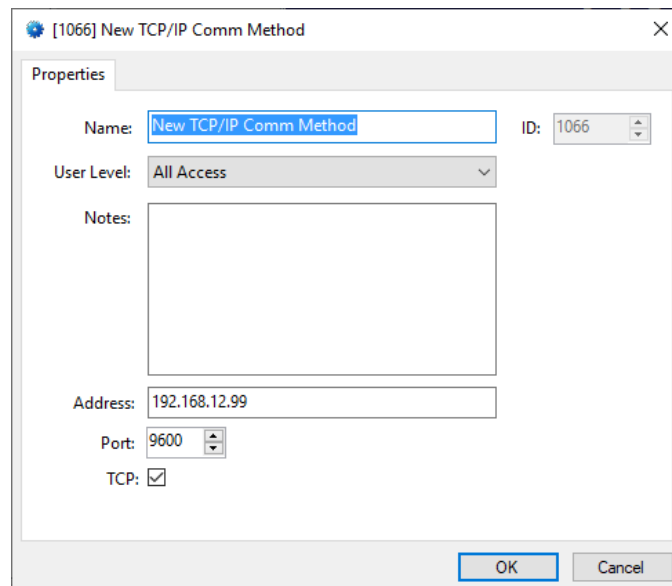 [1066] New TCP/IP Comm Method
Properties
Name: New TCP/IP Comm Method ID: 1066
User Level: All Access
Notes:
Address: 192.168.12.99
Port: 9600
TCP:
OK Cancel